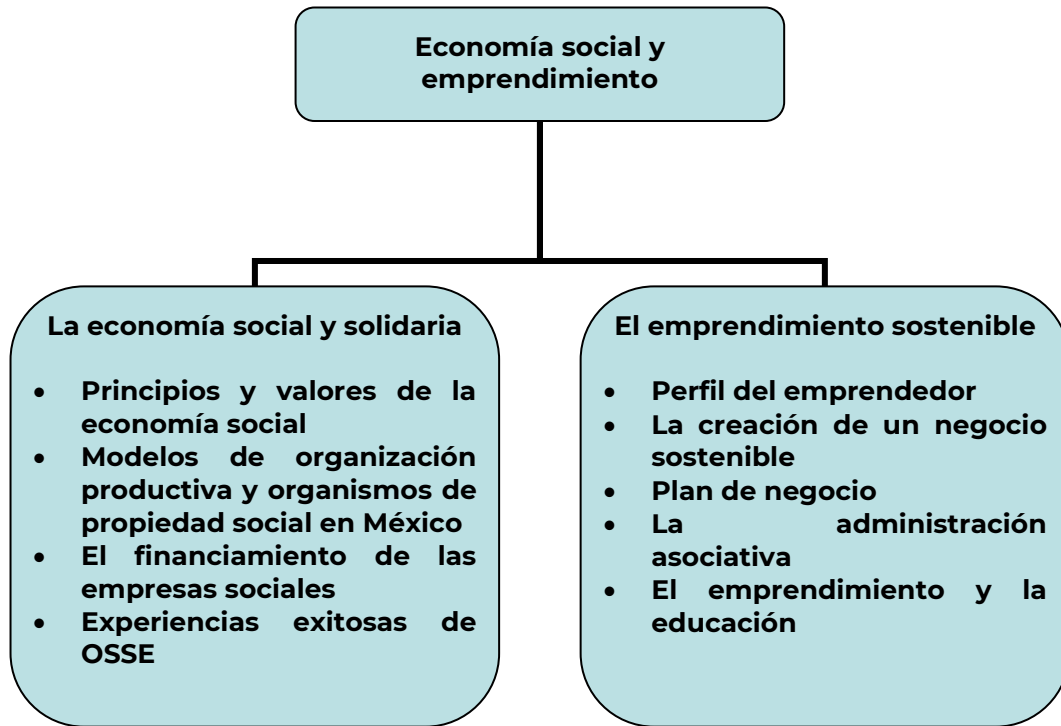 Economía social y
emprendimiento
La economía social y solidaria
• Principios y valores de la
economía social
• Modelos de organización
productiva y organismos de
propiedad social en México
• El financiamiento de las
empresas sociales
• Experiencias exitosas de
OSSE
El emprendimiento sostenible
• Perfil del emprendedor
• La creación de un negocio
sostenible
• Plan de negocio
• La administración
asociativa
• El emprendimiento y la
educación